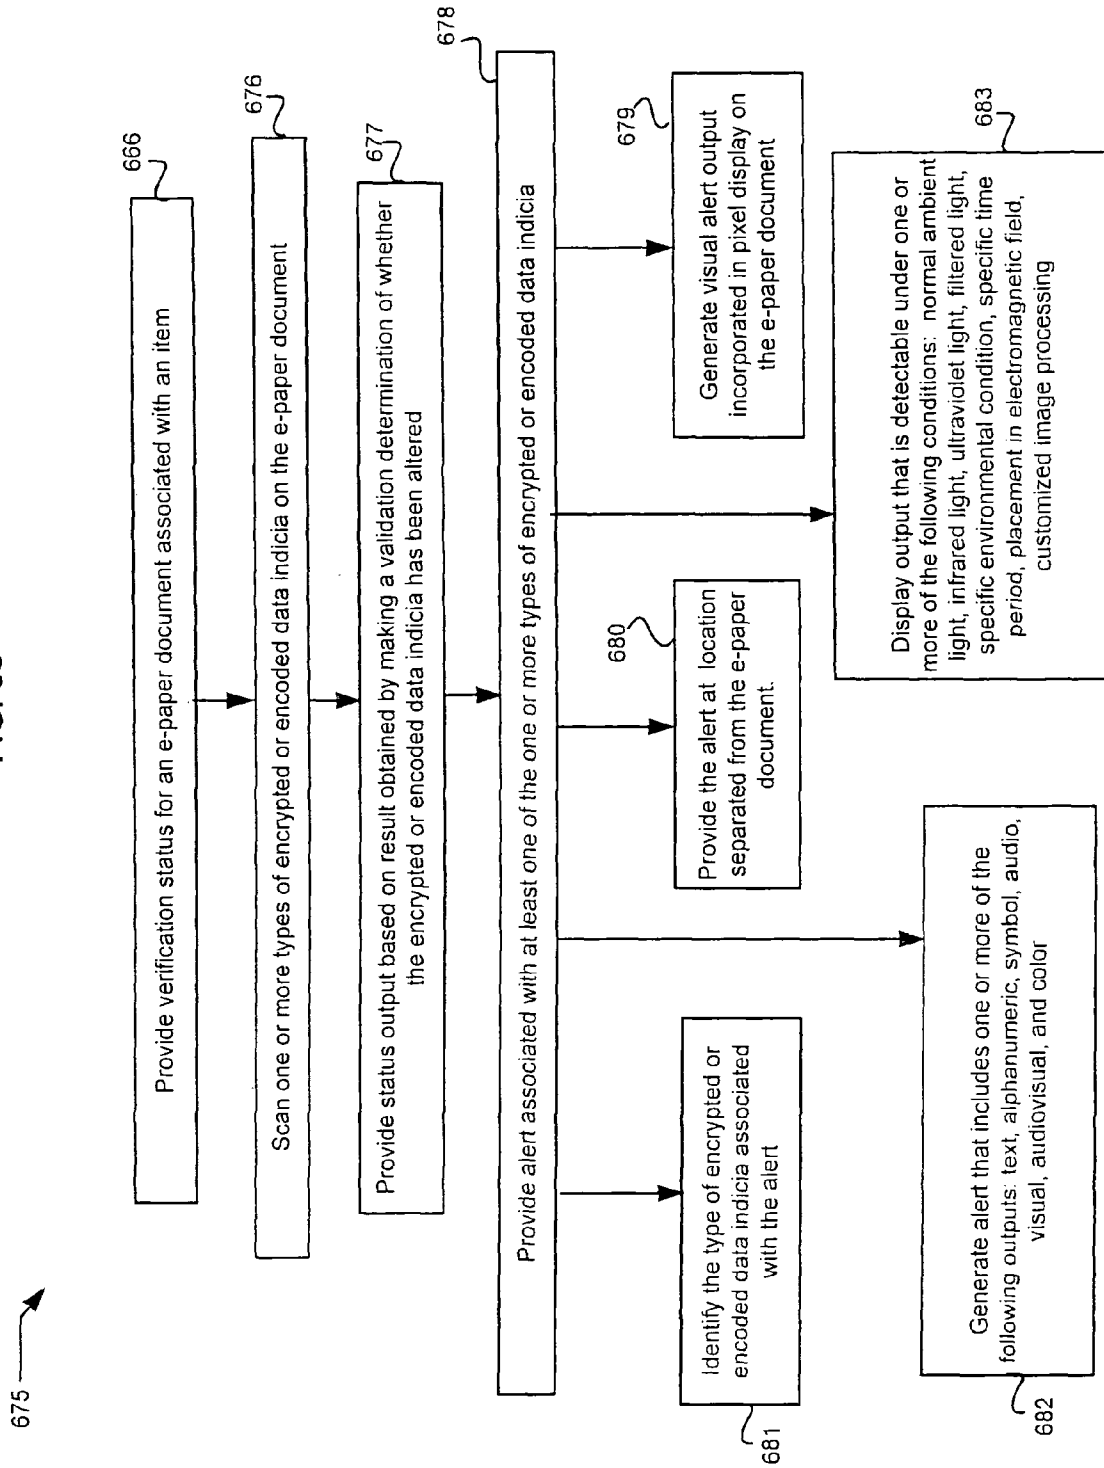 675
666
Provide verification status for an e-paper document associated with an item
676
Scan one or more types of encrypted or encoded data indicia on the e-paper document
677
Provide status output based on result obtained by making a validation determination of whether
the encrypted or encoded data indicia has been altered
678
Provide alert associated with at least one of the one or more types of encrypted or encoded data indicia
681
Identify the type of encrypted or
encoded data indicia associated
with the alert
680
Provide the alert at location
separated from the e-paper
document.
679
Generate visual alert output
incorporated in pixel display on
the e-paper document
682
Generate alert that includes one or more of the
following outputs: text, alphanumeric, symbol, audio,
visual, audiovisual, and color
683
Display output that is detectable under one or
more of the following conditions: normal ambient
light, infrared light, ultraviolet light, filtered light,
specific environmental condition, specific time
period, placement in electromagnetic field,
customized image processing